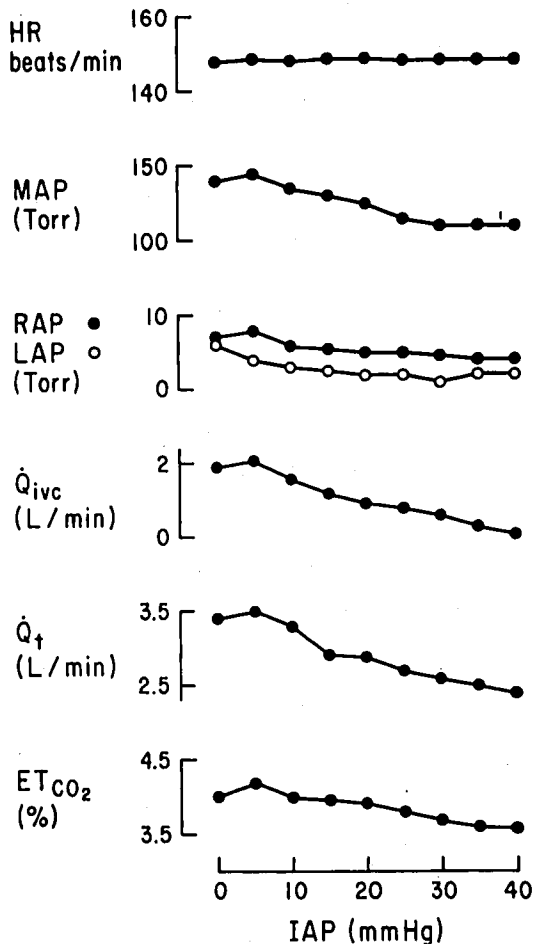 HR
beats/min
160
140
MAP
(Torr)
150
100
RAP ●
LAP ○
(Torr)
10
0
Q̇ivc
(L/min)
2
0
Q̇t
(L/min)
3.5
2.5
ETCO2
(%)
4.5
3.5
0 10 20 30 40
IAP (mmHg)